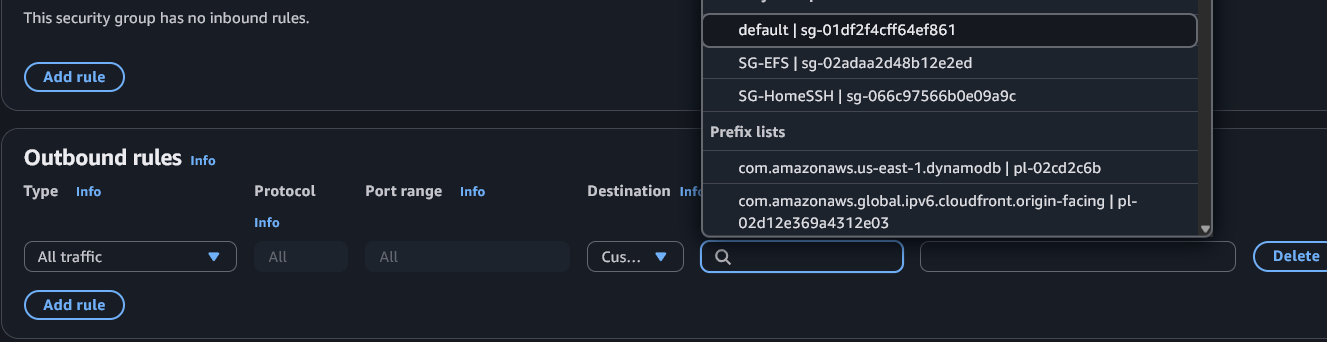 This security group has no inbound rules.
Add rule
default | sg-01df2f4cff64ef861
SG-EFS | sg-02adaa2d48b12e2ed
SG-HomeSSH | sg-066c97566b0e09a9c
Prefix lists
com.amazonaws.us-east-1.dynamodb | pl-02cd2c6b
com.amazonaws.global.ipv6.cloudfront.origin-facing | pl-
02d12e369a4312e03
Outbound rules Info
Type Info Protocol Port range Info Destination
Info
All traffic All All Cus... Delete
Add rule